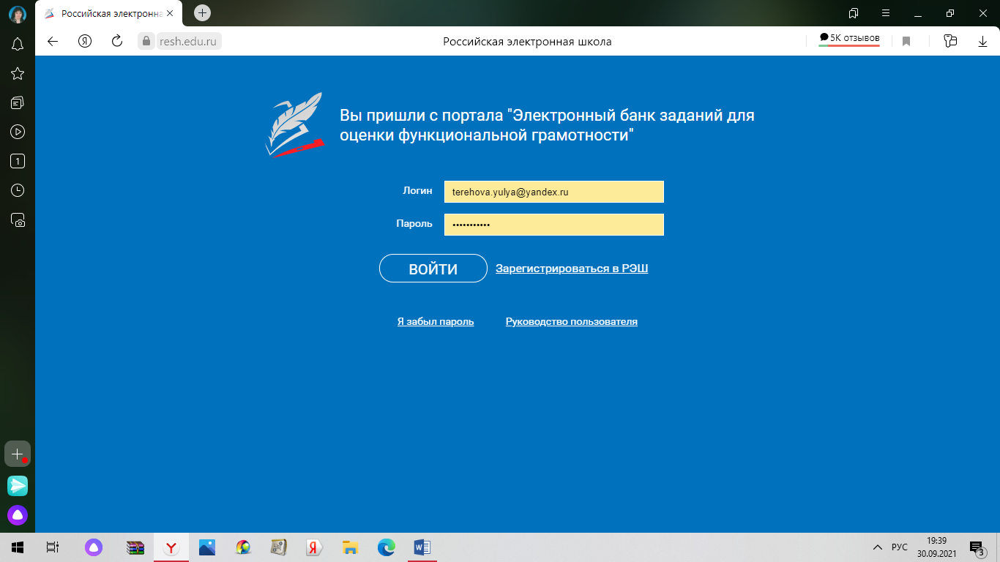 Российская электронна
resh.edu.ru
Российская электронная школа
5K отзывов
1
Вы пришли с портала "Электронный банк заданий для
оценки функциональной грамотности"
Логин
terehova.yulya@yandex.ru
Пароль
•••••••••••
ВОЙТИ
Зарегистрироваться в РЭШ
Я забыл пароль
Руководство пользователя
РУС
19:39
30.09.2021
3